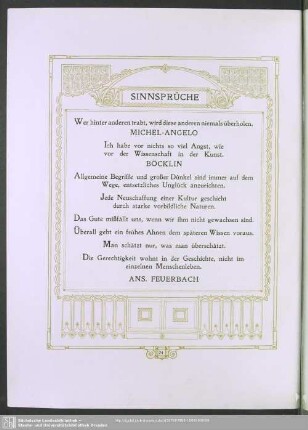 SINNSPRÜCHE
Wer hinter anderen trabt, wird diese anderen niemals überholen.
MICHEL-ANGELO
Ich habe vor nichts so viel Angst, wie
vor der Wissenschaft in der Kunst.
BÖCKLIN
Allgemeine Begriffe und großer Dünkel sind immer auf dem
Wege, entsetzliches Unglück anzurichten.
Jede Neuschaffung einer Kultur geschieht
durch starke vorbildliche Naturen.
Das Gute mißfällt uns, wenn wir ihm nicht gewachsen sind.
Überall geht ein frühes Ahnen dem späteren Wissen voraus.
Man schätzt nur, was man überschätzt.
Die Gerechtigkeit wohnt in der Geschichte, nicht im
einzelnen Menschenleben.
ANS. FEUERBACH